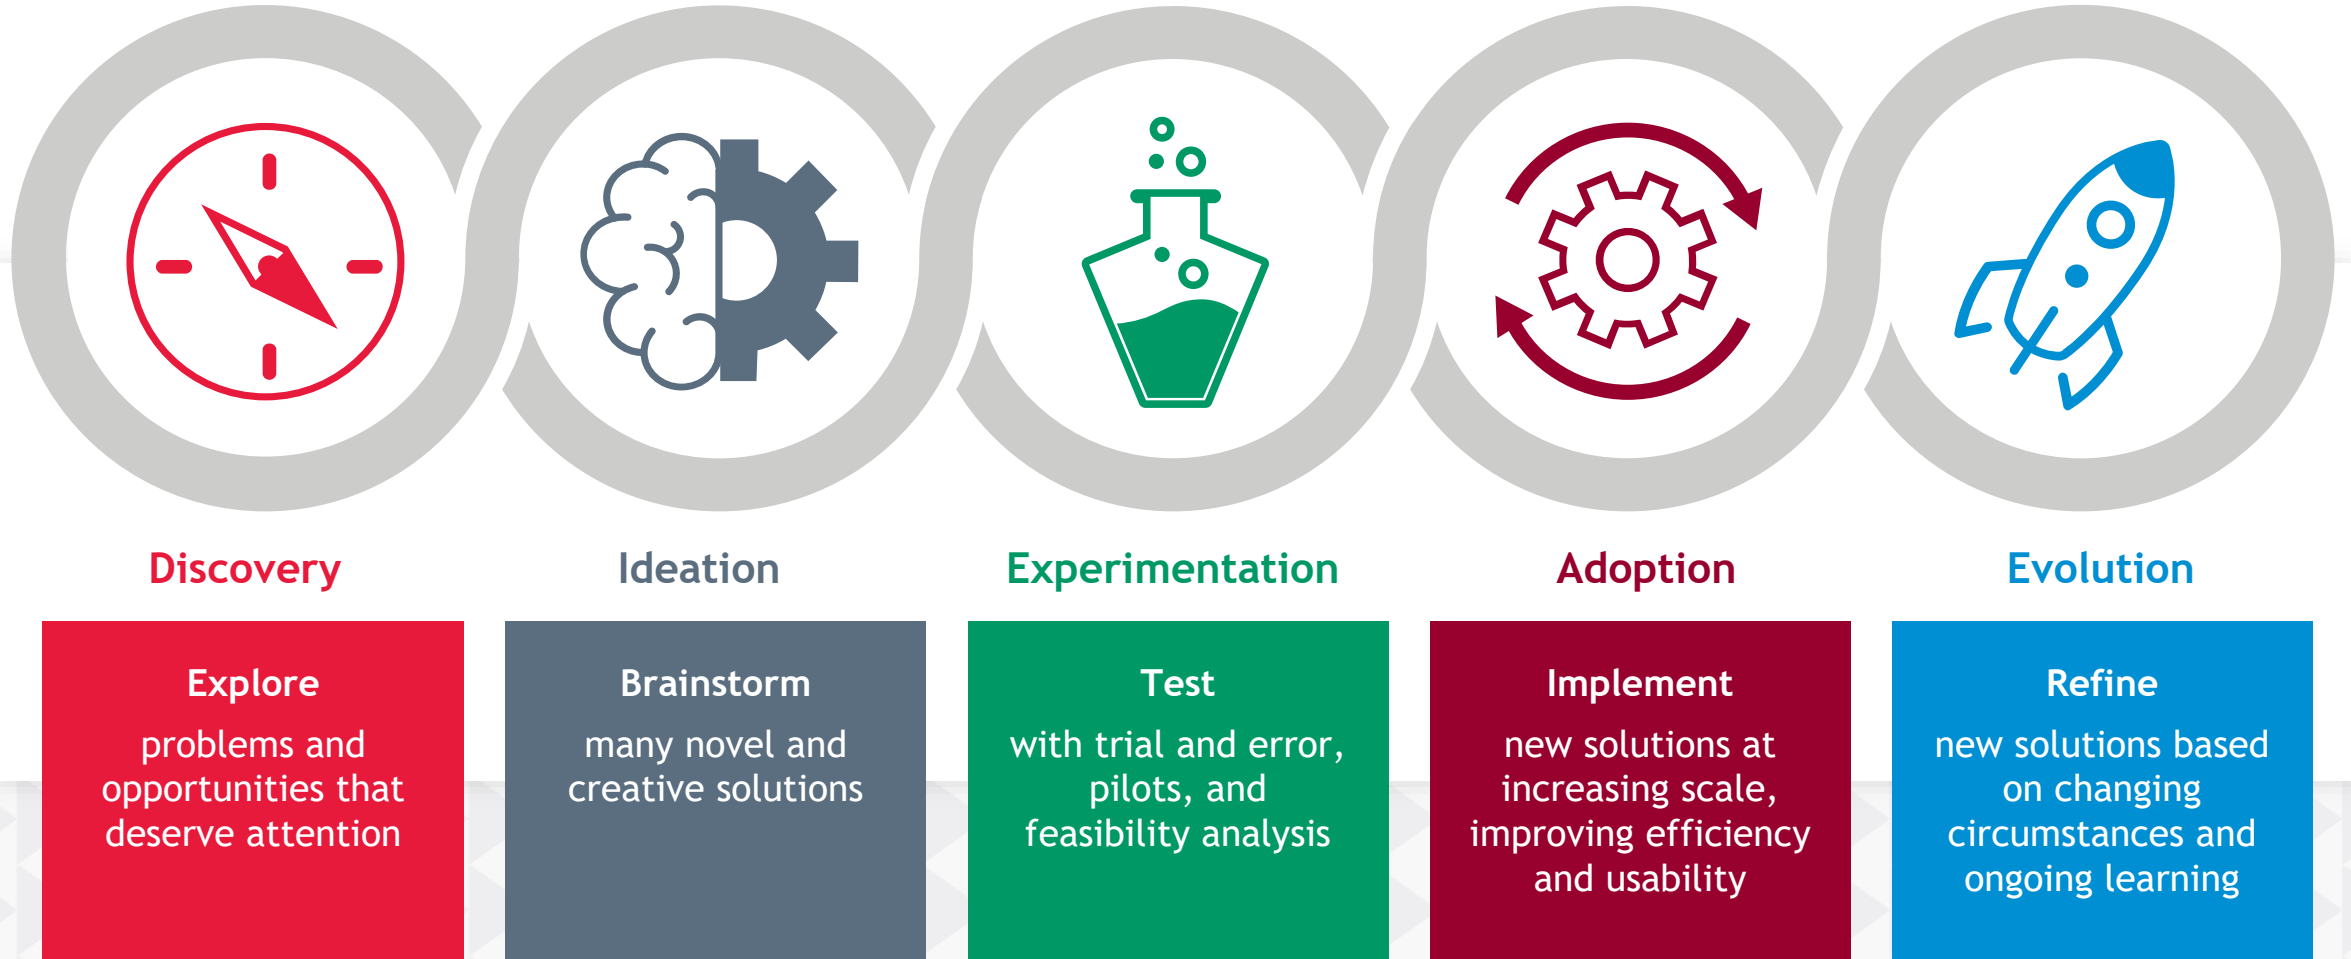 Discovery
Ideation
Experimentation
Adoption
Evolution
Explore
problems and
opportunities that
deserve attention
Brainstorm
many novel and
creative solutions
Test
with trial and error,
pilots, and
feasibility analysis
Implement
new solutions at
increasing scale,
improving efficiency
and usability
Refine
new solutions based
on changing
circumstances and
ongoing learning